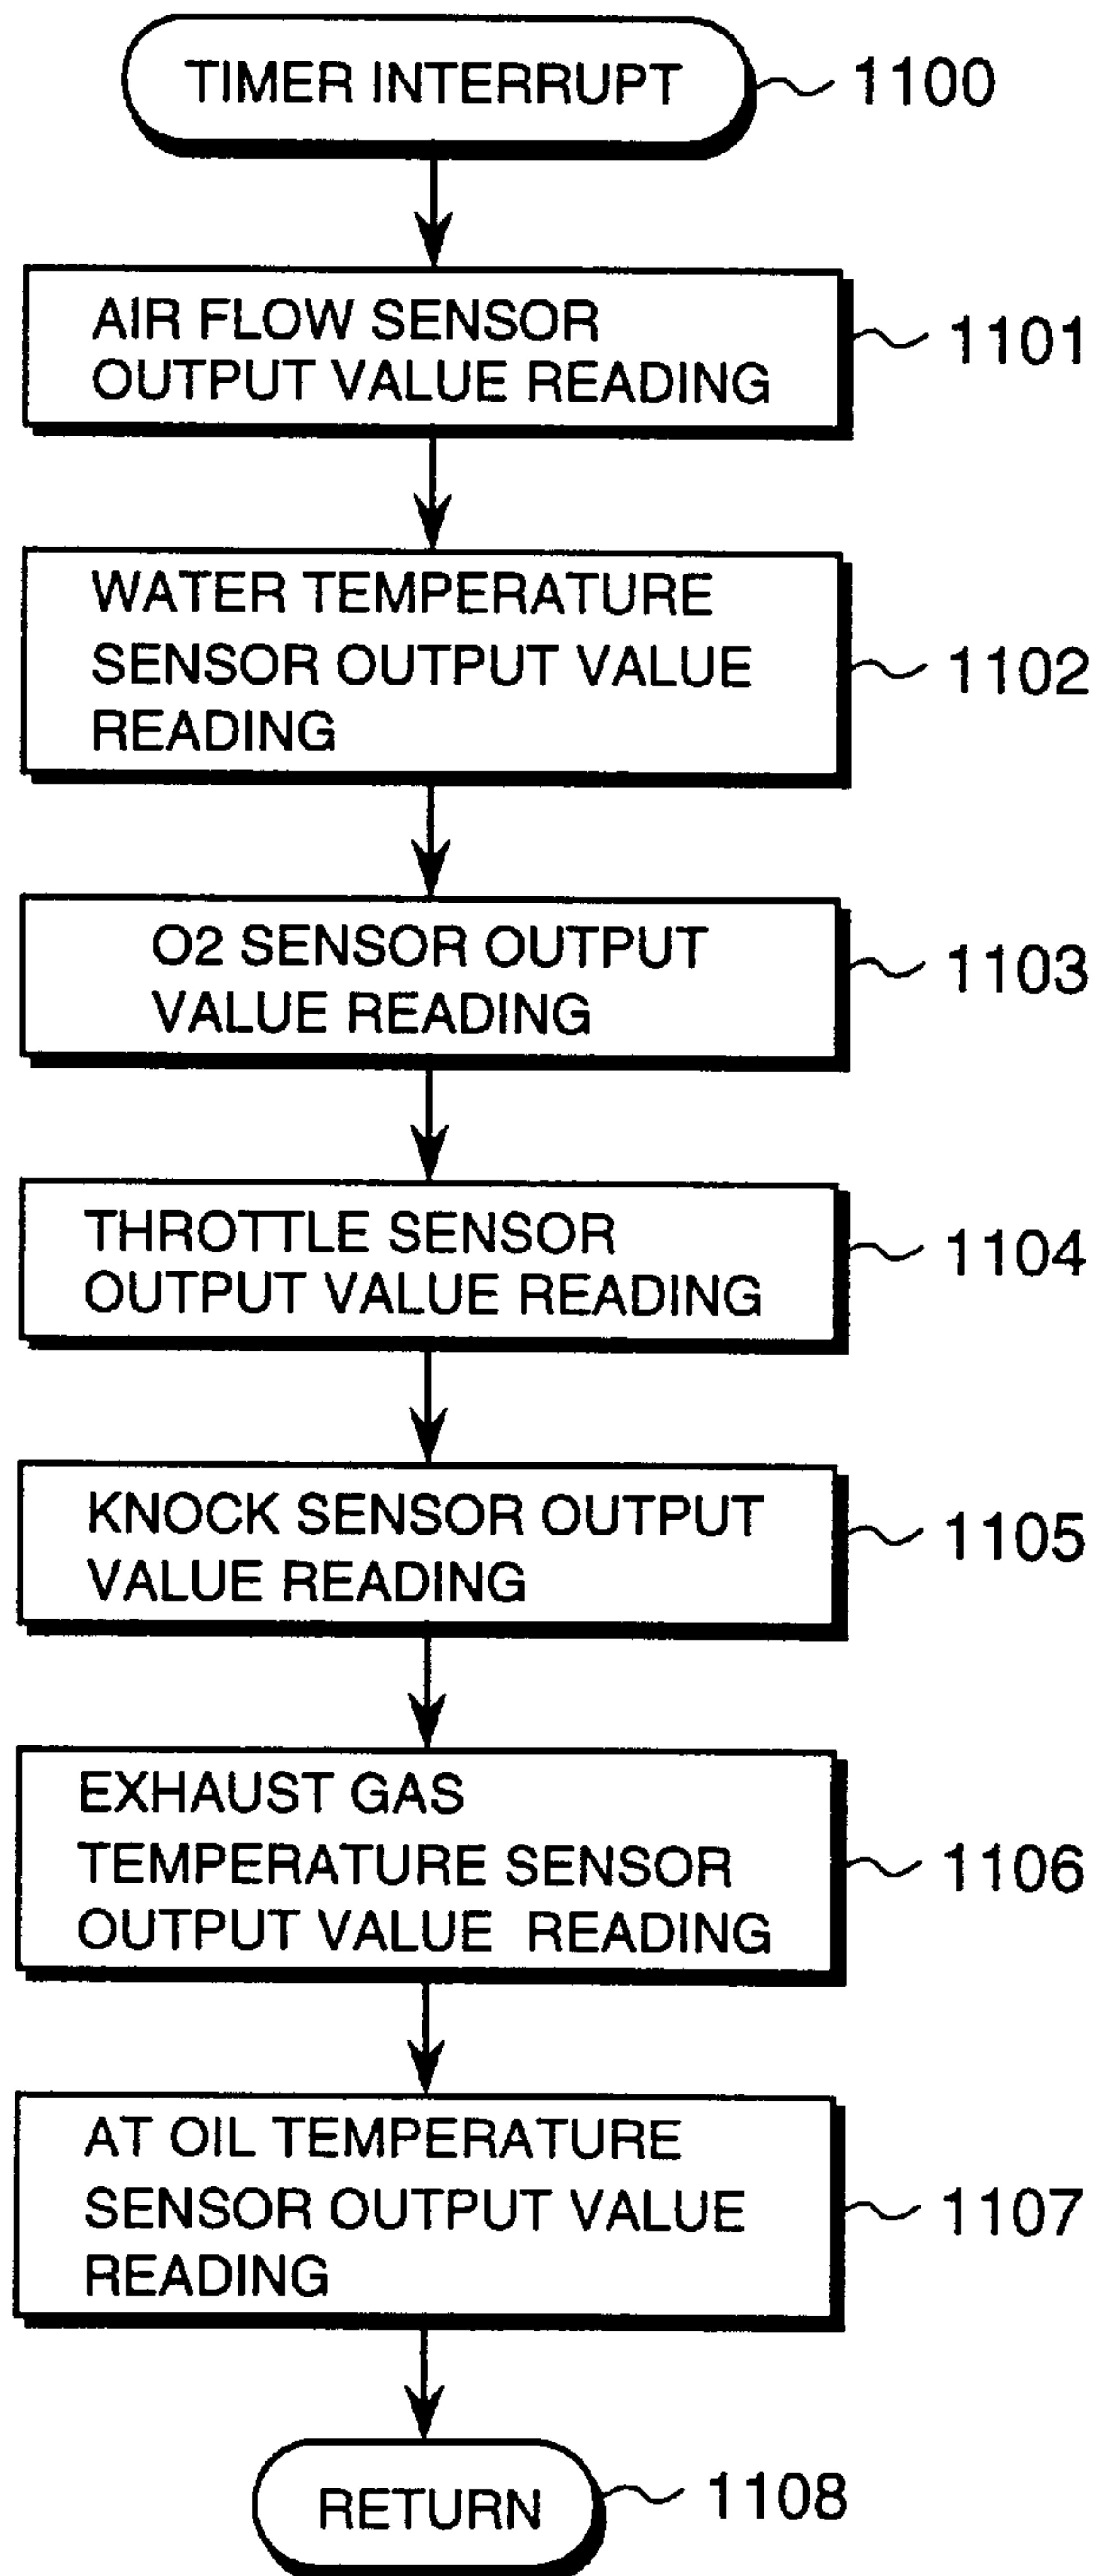 TIMER INTERRUPT
1100
AIR FLOW SENSOR
OUTPUT VALUE READING
1101
WATER TEMPERATURE
SENSOR OUTPUT VALUE
READING
1102
O2 SENSOR OUTPUT
VALUE READING
1103
THROTTLE SENSOR
OUTPUT VALUE READING
1104
KNOCK SENSOR OUTPUT
VALUE READING
1105
EXHAUST GAS
TEMPERATURE SENSOR
OUTPUT VALUE READING
1106
AT OIL TEMPERATURE
SENSOR OUTPUT VALUE
READING
1107
RETURN
1108